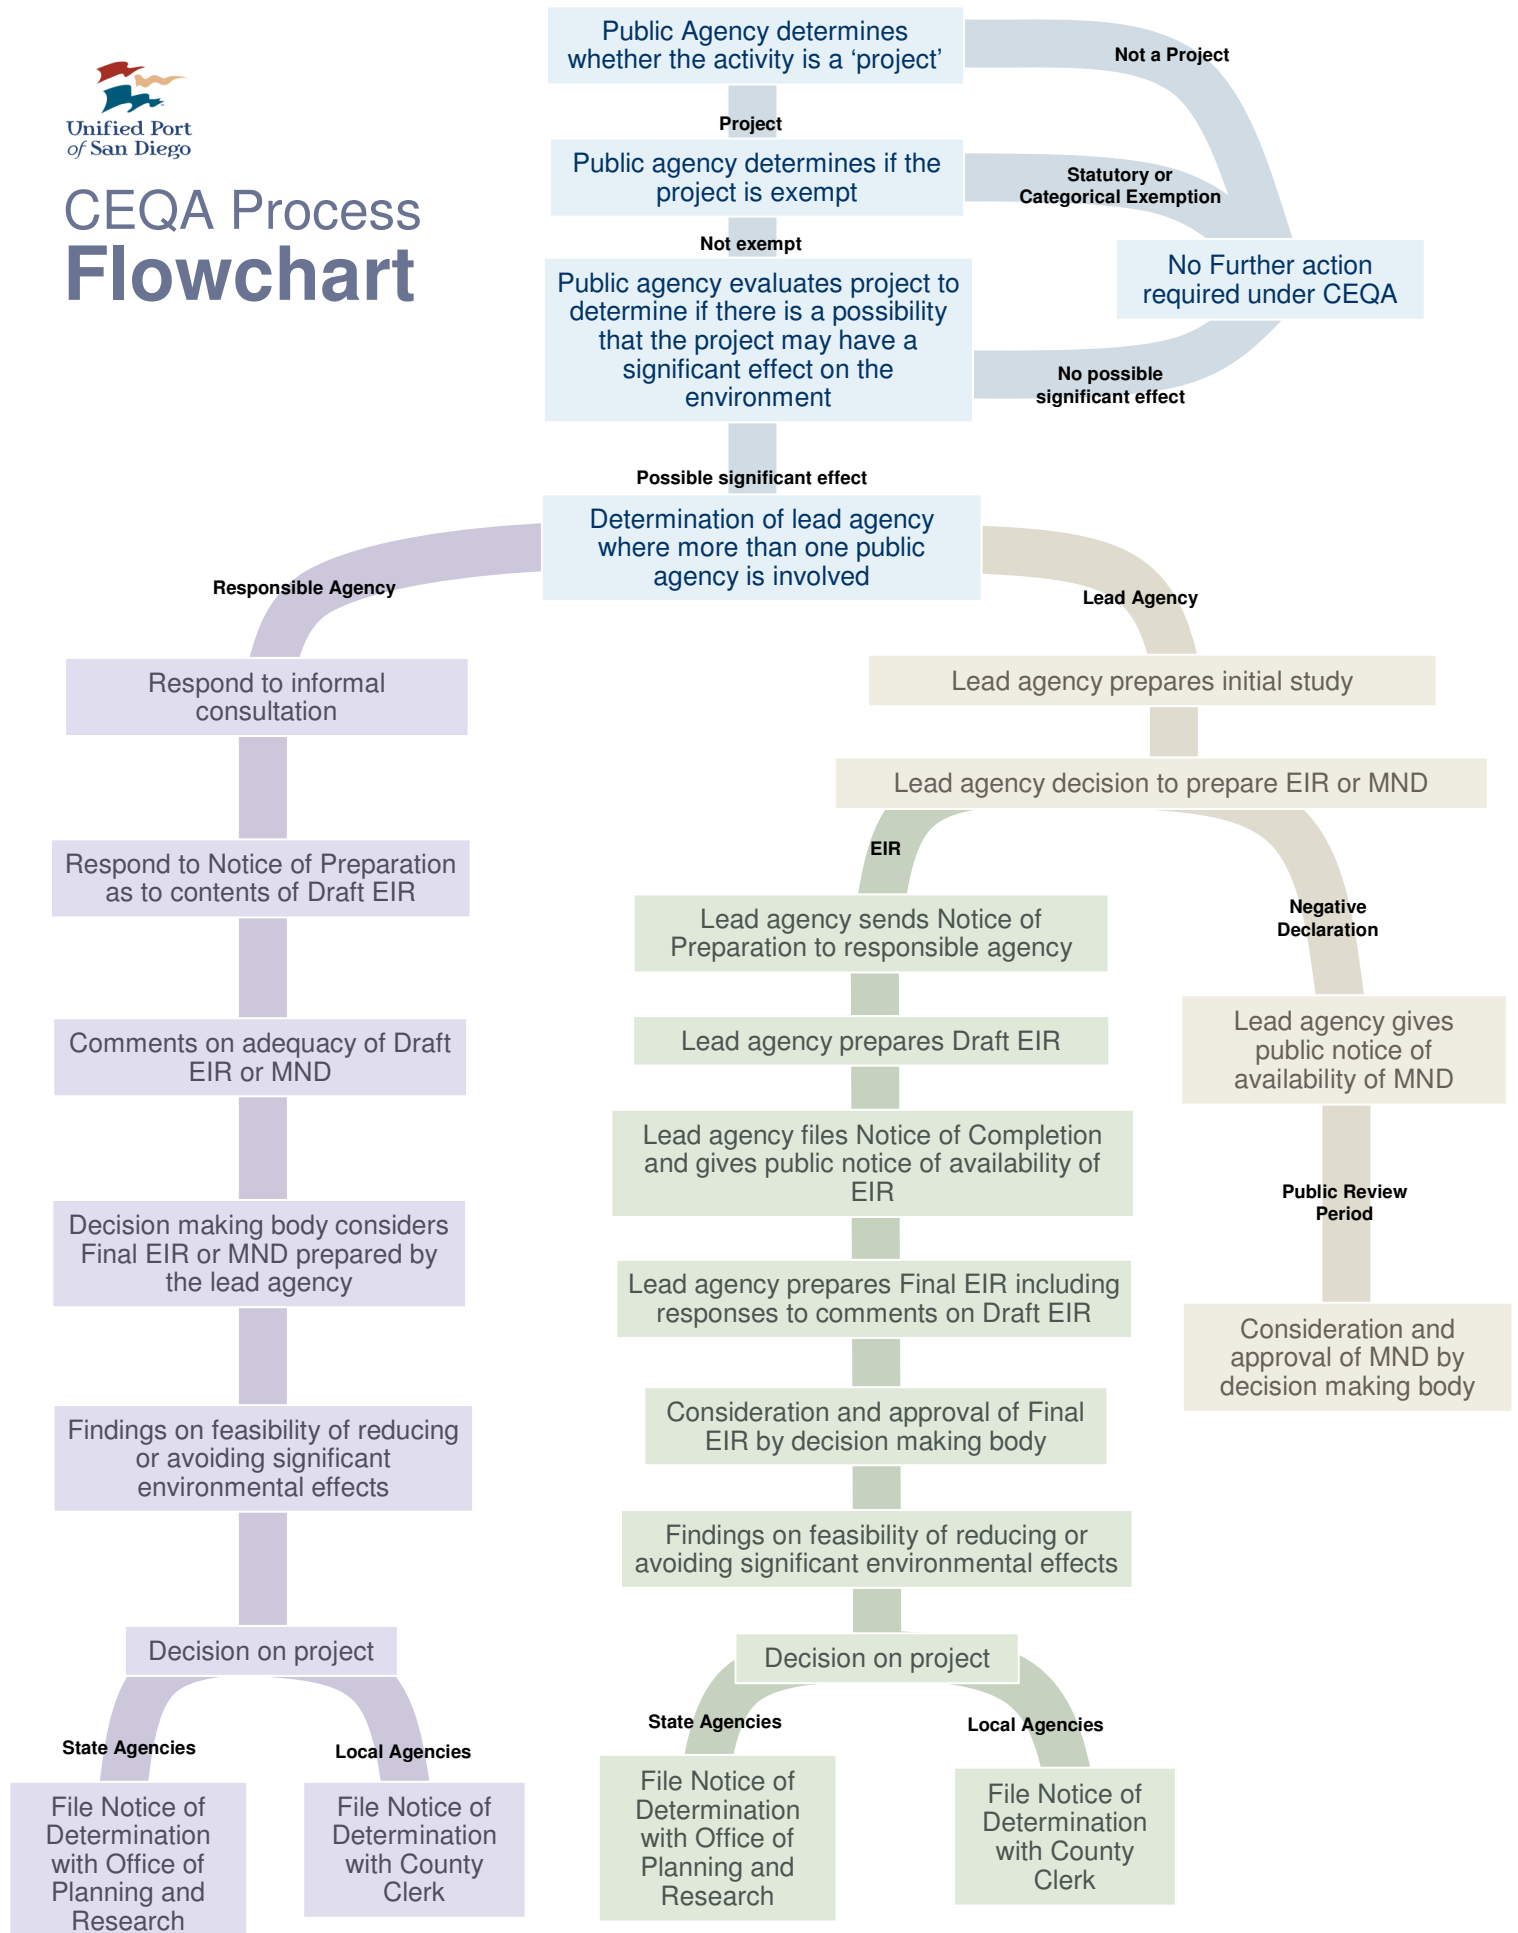 Unified Port
of San Diego
CEQA Process
Flowchart
Public Agency determines
whether the activity is a ‘project’
Not a Project
Project
Public agency determines if the
project is exempt
Statutory or
Categorical Exemption
Not exempt
No Further action
required under CEQA
Public agency evaluates project to
determine if there is a possibility
that the project may have a
significant effect on the
environment
No possible
significant effect
Possible significant effect
Determination of lead agency
where more than one public
agency is involved
Responsible Agency
Respond to informal
consultation
Respond to Notice of Preparation
as to contents of Draft EIR
Comments on adequacy of Draft
EIR or MND
Decision making body considers
Final EIR or MND prepared by
the lead agency
Findings on feasibility of reducing
or avoiding significant
environmental effects
Decision on project
State Agencies
File Notice of
Determination
with Office of
Planning and
Research
Local Agencies
File Notice of
Determination
with County
Clerk
Lead Agency
Lead agency prepares initial study
Lead agency decision to prepare EIR or MND
EIR
Lead agency sends Notice of
Preparation to responsible agency
Lead agency prepares Draft EIR
Lead agency files Notice of Completion
and gives public notice of availability of
EIR
Lead agency prepares Final EIR including
responses to comments on Draft EIR
Consideration and approval of Final
EIR by decision making body
Findings on feasibility of reducing or
avoiding significant environmental effects
Decision on project
State Agencies
File Notice of
Determination
with Office of
Planning and
Research
Local Agencies
File Notice of
Determination
with County
Clerk
Negative
Declaration
Lead agency gives
public notice of
availability of MND
Public Review
Period
Consideration and
approval of MND by
decision making body